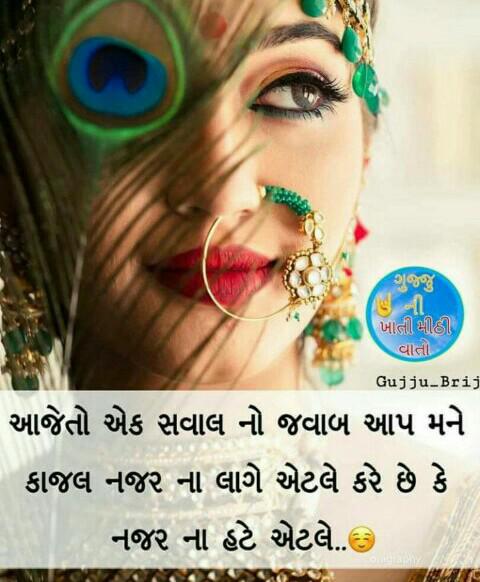 ગુજ્જુ
ની
ખાતી મીઠી
વાતો
Gujju_Brij
આજેતો એક સવાલ નો જવાબ આપ મને
કાજલ નજર ના લાગે એટલે કરે છે કે
નજર ના હટે એટલે..☺️